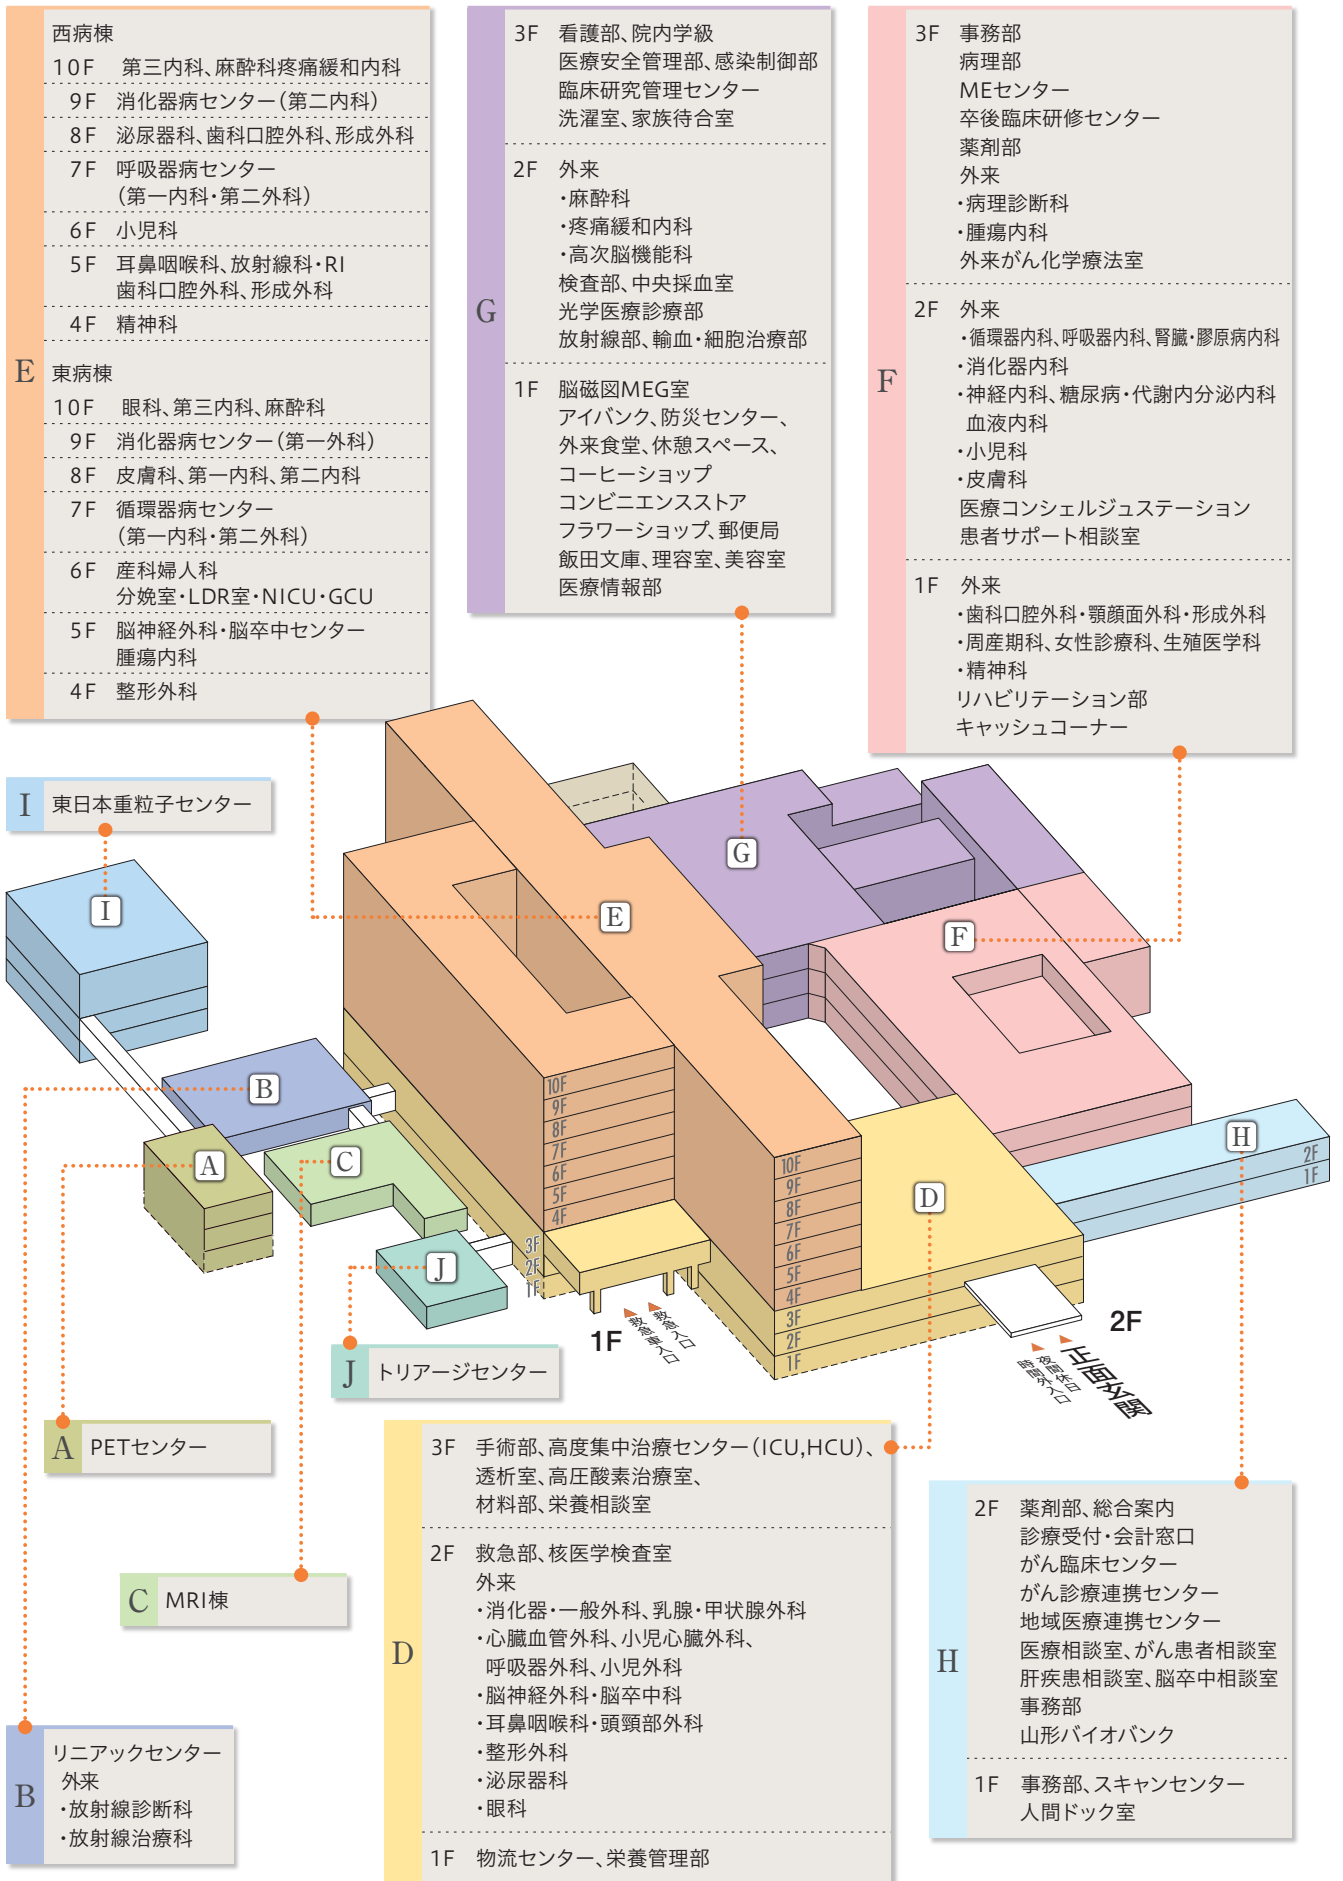 E
西病棟
10F 第三内科、麻酔科疼痛緩和内科
9F 消化器病センター(第二内科)
8F 泌尿器科、歯科口腔外科、形成外科
7F 呼吸器病センター
(第一内科・第二外科)
6F 小児科
5F 耳鼻咽喉科、放射線科・RI
歯科口腔外科、形成外科
4F 精神科
東病棟
10F 眼科、第三内科、麻酔科
9F 消化器病センター(第一外科)
8F 皮膚科、第一内科、第二内科
7F 循環器病センター
(第一内科・第二外科)
6F 産科婦人科
分娩室・LDR室・NICU・GCU
5F 脳神経外科・脳卒中センター
腫瘍内科
4F 整形外科
G
3F 看護部、院内学級
医療安全管理部、感染制御部
臨床研究管理センター
洗濯室、家族待合室
2F 外来
・麻酔科
・疼痛緩和内科
・高次脳機能科
検査部、中央採血室
光学医療診療部
放射線部、輸血・細胞治療部
1F 脳磁図MEG室
アイバンク、防災センター、
外来食堂、休憩スペース、
コーヒーショップ
コンビニエンスストア
フラワーショップ、郵便局
飯田文庫、理容室、美容室
医療情報部
F
3F 事務部
病理部
MEセンター
卒後臨床研修センター
薬剤部
外来
・病理診断科
・腫瘍内科
外来がん化学療法室
2F 外来
・循環器内科、呼吸器内科、腎臓・膠原病内科
・消化器内科
・神経内科、糖尿病・代謝内分泌内科
血液内科
・小児科
・皮膚科
医療コンシェルジュステーション
患者サポート相談室
1F 外来
・歯科口腔外科・顎顔面外科・形成外科
・周産期科、女性診療科、生殖医学科
・精神科
リハビリテーション部
キャッシュコーナー
I 東日本重粒子センター
G
I
E
F
B
A
C
H
D
J
10F
9F
8F
7F
6F
5F
4F
3F
2F
1F
10F
9F
8F
7F
6F
5F
4F
3F
2F
1F
2F
1F
1F
救急車入口
救急入口
2F
正面玄関
夜間休日
時間外入口
J トリアージセンター
A PETセンター
C MRI棟
B
リニアックセンター
外来
・放射線診断科
・放射線治療科
D
3F 手術部、高度集中治療センター(ICU,HCU)、
透析室、高圧酸素治療室、
材料部、栄養相談室
2F 救急部、核医学検査室
外来
・消化器・一般外科、乳腺・甲状腺外科
・心臓血管外科、小児心臓外科、
呼吸器外科、小児外科
・脳神経外科・脳卒中科
・耳鼻咽喉科・頭頸部外科
・整形外科
・泌尿器科
・眼科
1F 物流センター、栄養管理部
H
2F 薬剤部、総合案内
診療受付・会計窓口
がん臨床センター
がん診療連携センター
地域医療連携センター
医療相談室、がん患者相談室
肝疾患相談室、脳卒中相談室
事務部
山形バイオバンク
1F 事務部、スキャンセンター
人間ドック室